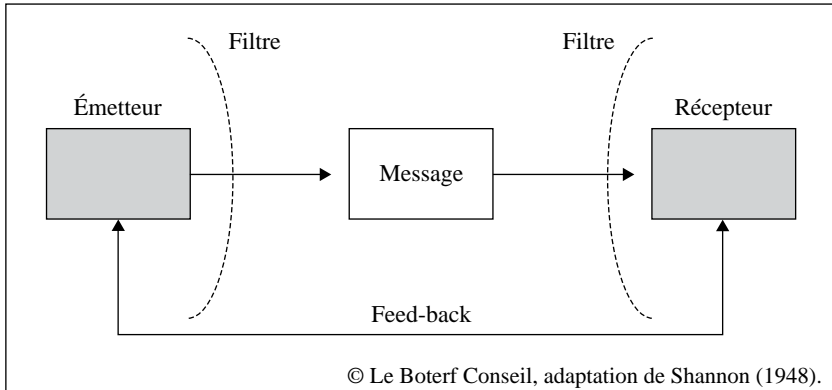 Filtre
Filtre
Émetteur
Récepteur
Message
Feed-back
© Le Boterf Conseil, adaptation de Shannon (1948).